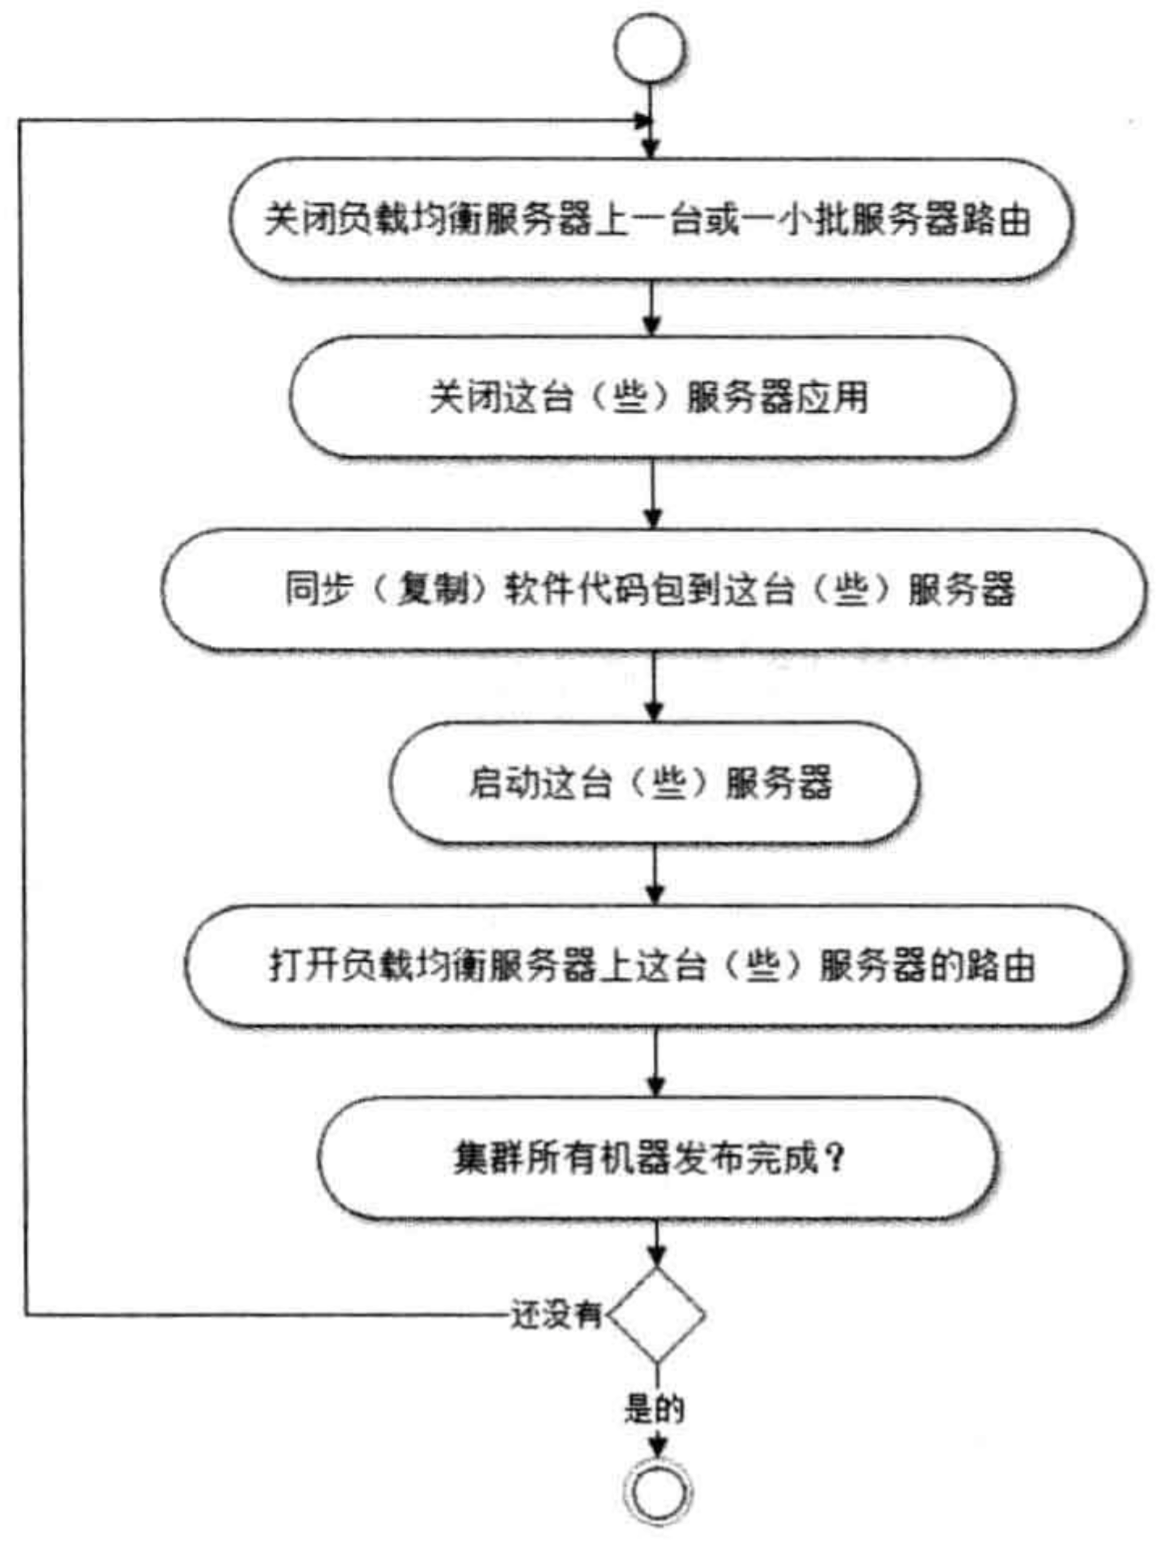 关闭负载均衡服务器上一台或一小批服务器路由
关闭这台（些）服务器应用
同步（复制）软件代码包到这台（些）服务器
启动这台（些）服务器
打开负载均衡服务器上这台（些）服务器的路由
集群所有机器发布完成？
还没有
是的